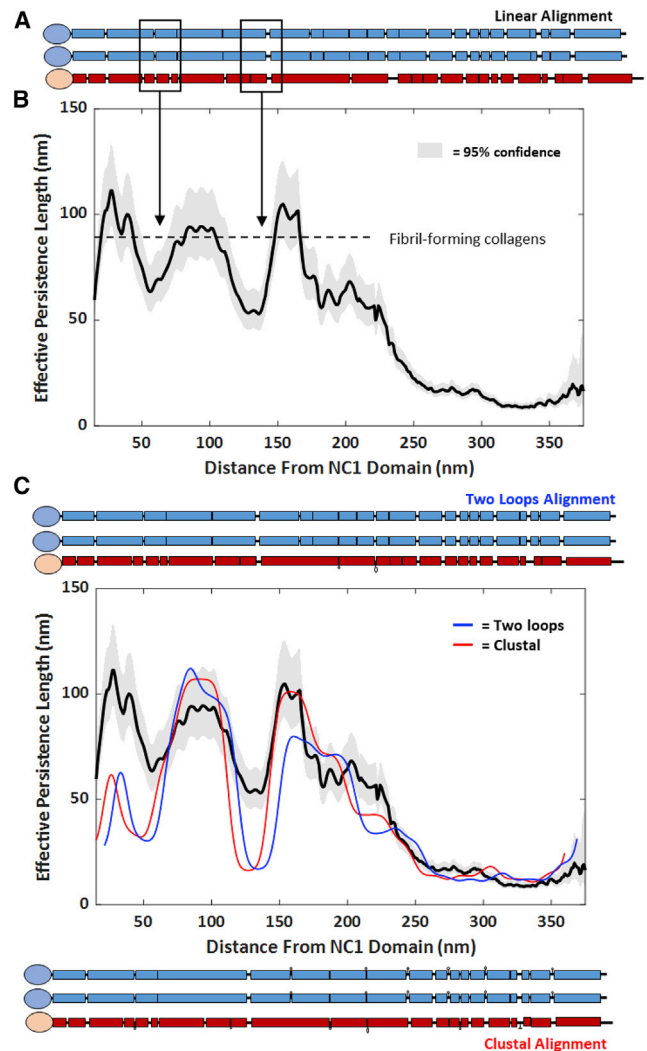 A
Linear Alignment
B
150
100
50
0
Effective Persistence Length (nm)
= 95% confidence
Fibril-forming collagens
50 100 150 200 250 300 350
Distance From NC1 Domain (nm)
C
Two Loops Alignment
150
100
50
0
Effective Persistence Length (nm)
= Two loops
= Clustal
50 100 150 200 250 300 350
Distance From NC1 Domain (nm)
Clustal Alignment